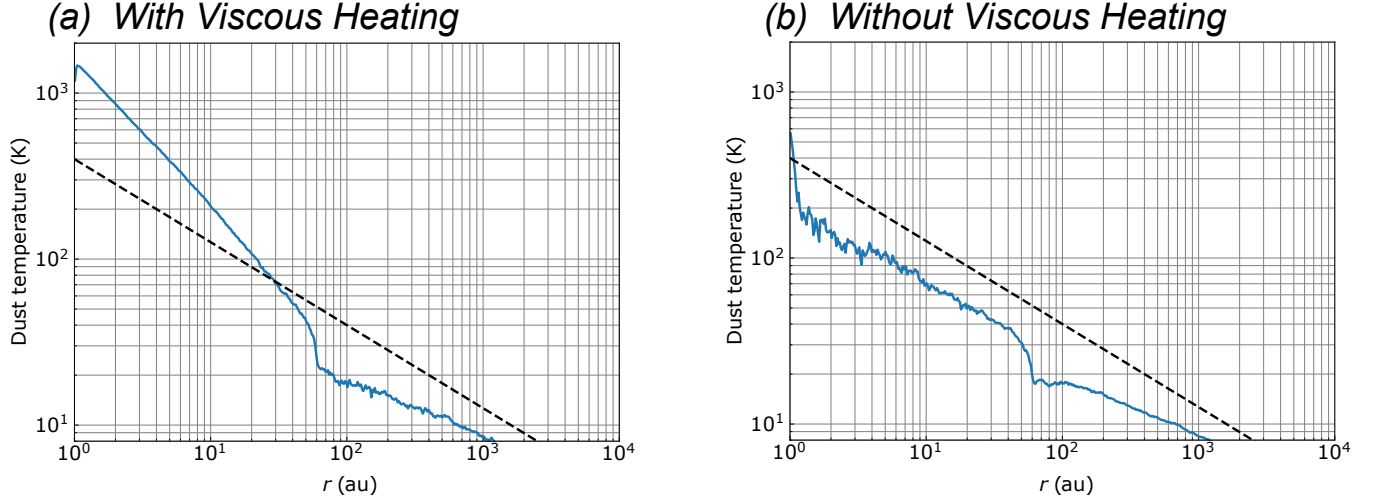 (a) With Viscous Heating
Dust temperature (K)
10³
10²
10¹
10⁰ 10¹ 10² 10³ 10⁴
r (au)
(b) Without Viscous Heating
Dust temperature (K)
10³
10²
10¹
10⁰ 10¹ 10² 10³ 10⁴
r (au)